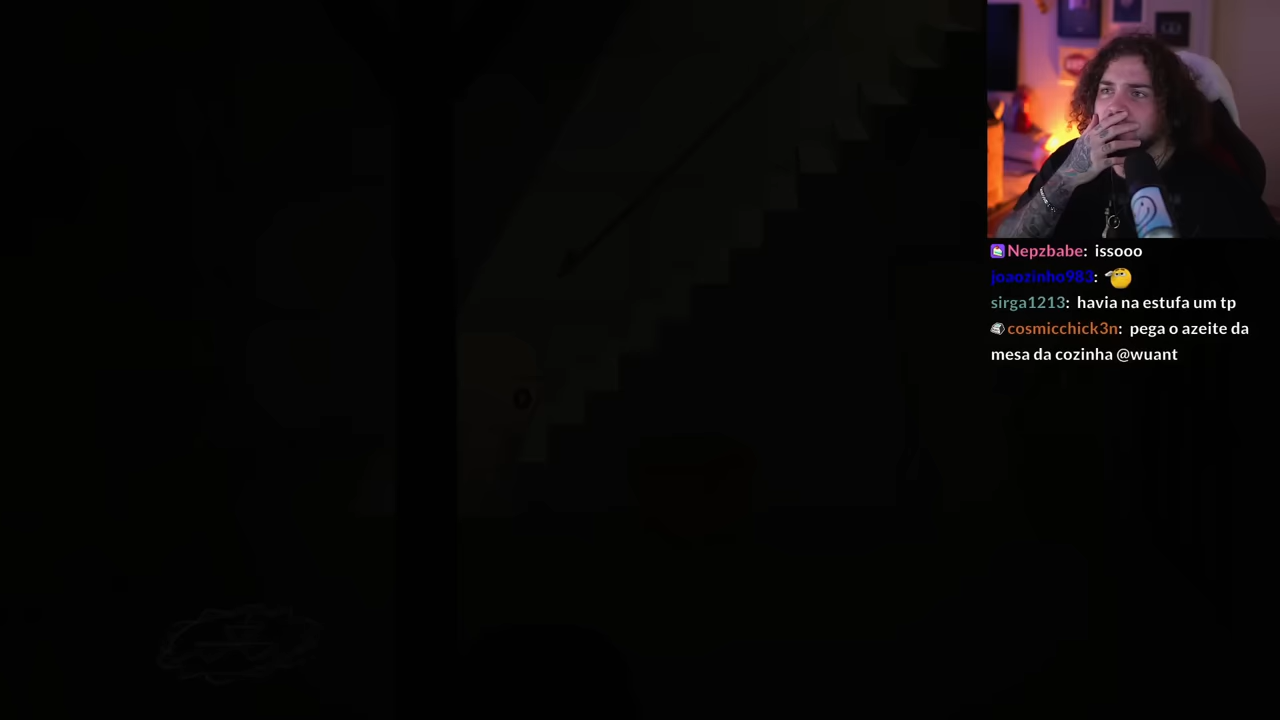 Nepzbabe: issooo
joaozinho983:
sirga1213: havia na estufa um tp
cosmicchick3n: pega o azeite da
mesa da cozinha @wuant